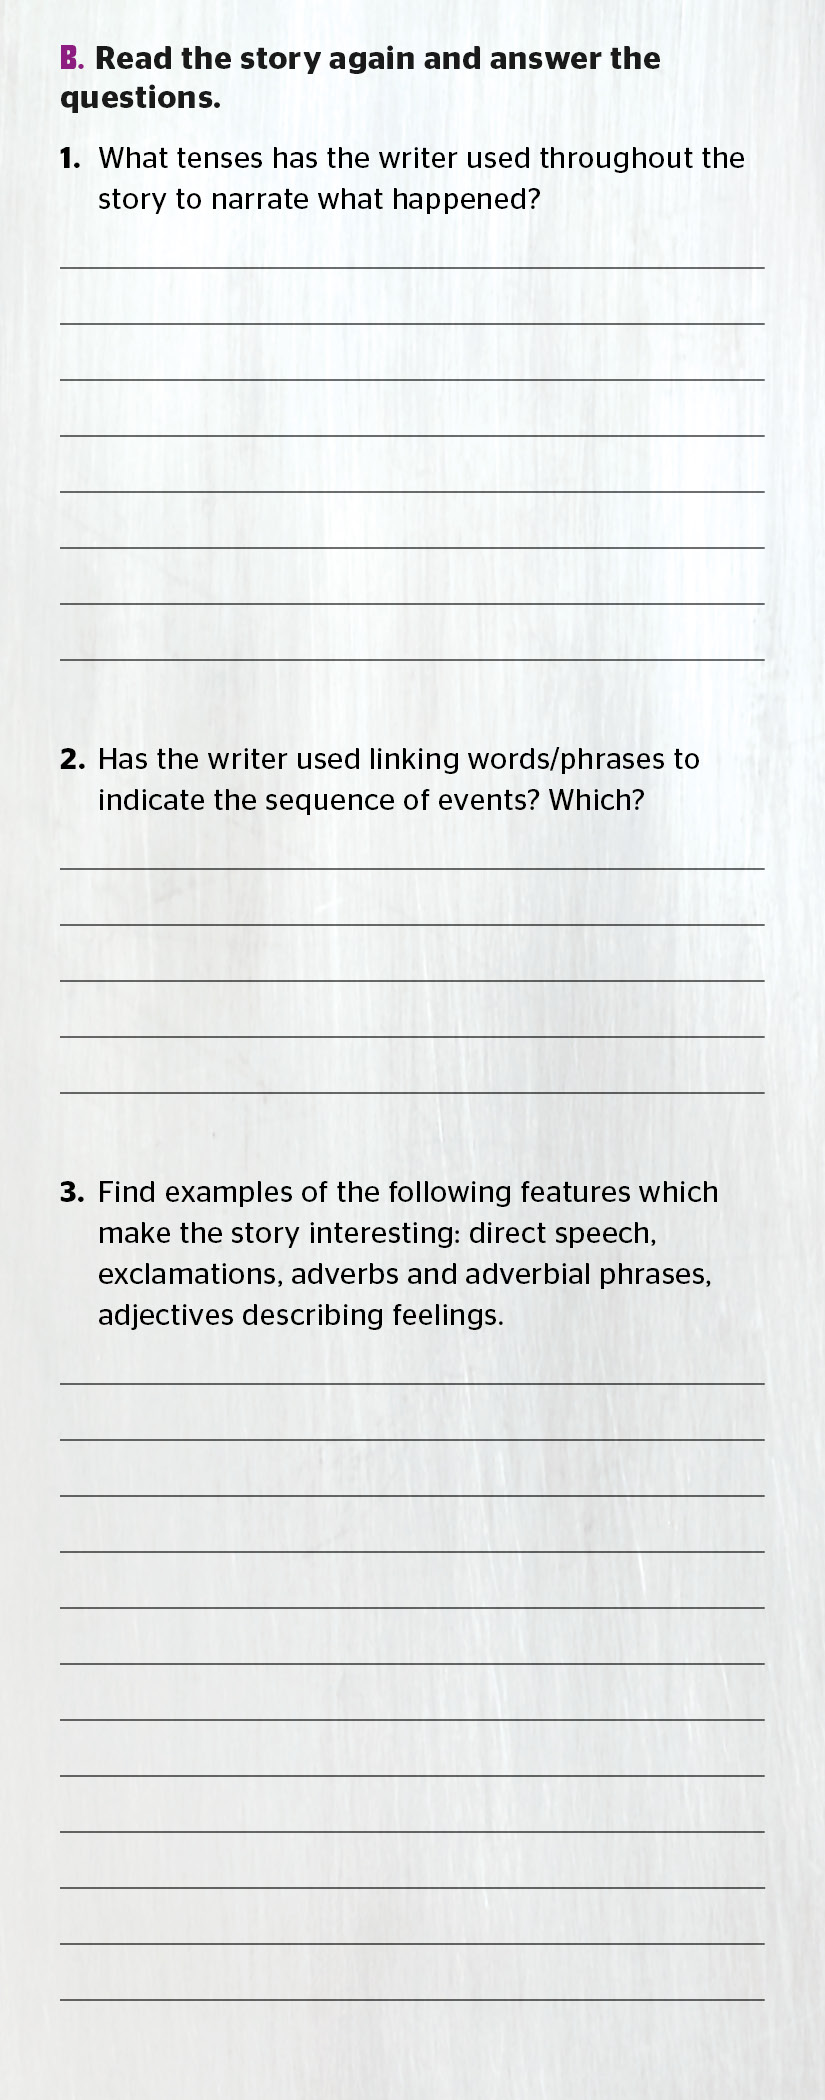 B. Read the story again and answer the
questions.
1. What tenses has the writer used throughout the
story to narrate what happened?
2. Has the writer used linking words/phrases to
indicate the sequence of events? Which?
3. Find examples of the following features which
make the story interesting: direct speech,
exclamations, adverbs and adverbial phrases,
adjectives describing feelings.